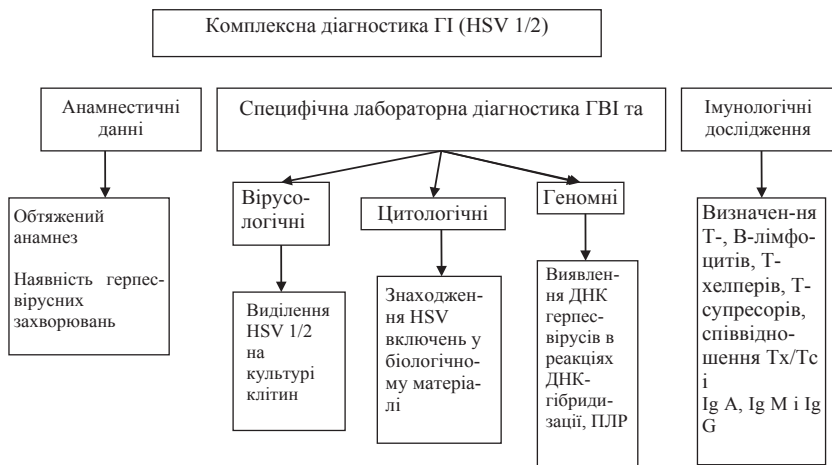 Комплексна діагностика ГІ (HSV 1/2)
Анамнестичні
данні
Специфічна лабораторна діагностика ГВІ та
Імунологічні
дослідження
Обтяжений
анамнез
Наявність герпес-
вірусних
захворювань
Вірусо-
логічні
Цитологічні
Геномні
Виділення
HSV 1/2
на
культурі
клітин
Знаходжен-
ня HSV
включень у
біологічно-
му матеріа-
лі
Виявлен-
ня ДНК
герпес-
вірусів в
реакціях
ДНК-
гібриди-
зації, ПЛР
Визначен-ня
Т-, В-лімфо-
цитів, Т-
хелперів, Т-
супресорів,
співвідно-
шення Тх/Тс і
Ig A, Ig M і Ig
G